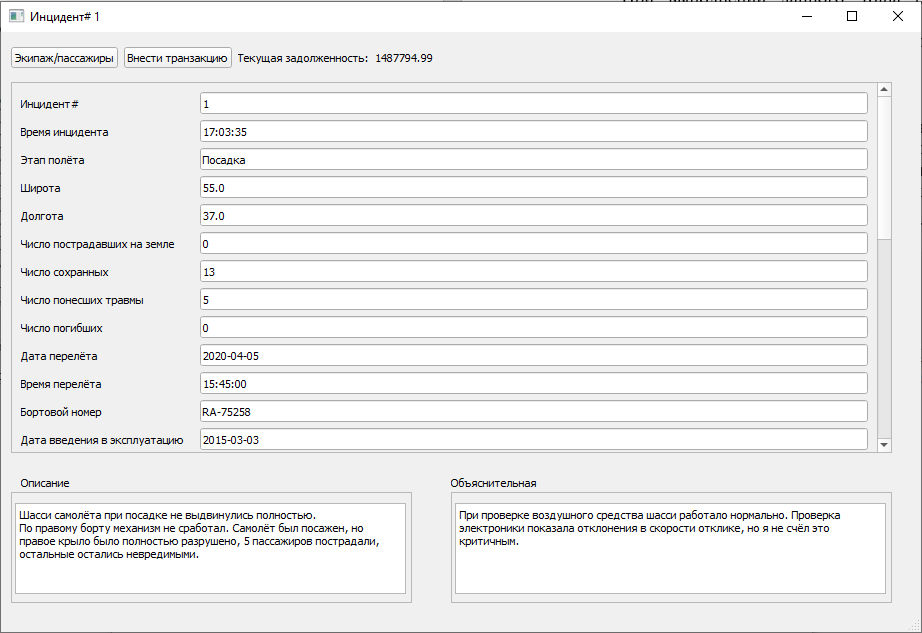 Инцидент# 1
Экипаж/пассажиры Внести транзакцию Текущая задолженность: 1487794.99
Инцидент# 1
Время инцидента 17:03:35
Этап полёта Посадка
Широта 55.0
Долгота 37.0
Число пострадавших на земле 0
Число сохранных 13
Число понесших травмы 5
Число погибших 0
Дата перелёта 2020-04-05
Время перелёта 15:45:00
Бортовой номер RA-75258
Дата введения в эксплуатацию 2015-03-03
Описание
Шасси самолёта при посадке не выдвинулись полностью.
По правому борту механизм не сработал. Самолёт был посажен, но
правое крыло было полностью разрушено, 5 пассажиров пострадали,
остальные остались невредимыми.
Объяснительная
При проверке воздушного средства шасси работало нормально. Проверка
электроники показала отклонения в скорости отклике, но я не счёл это
критичным.